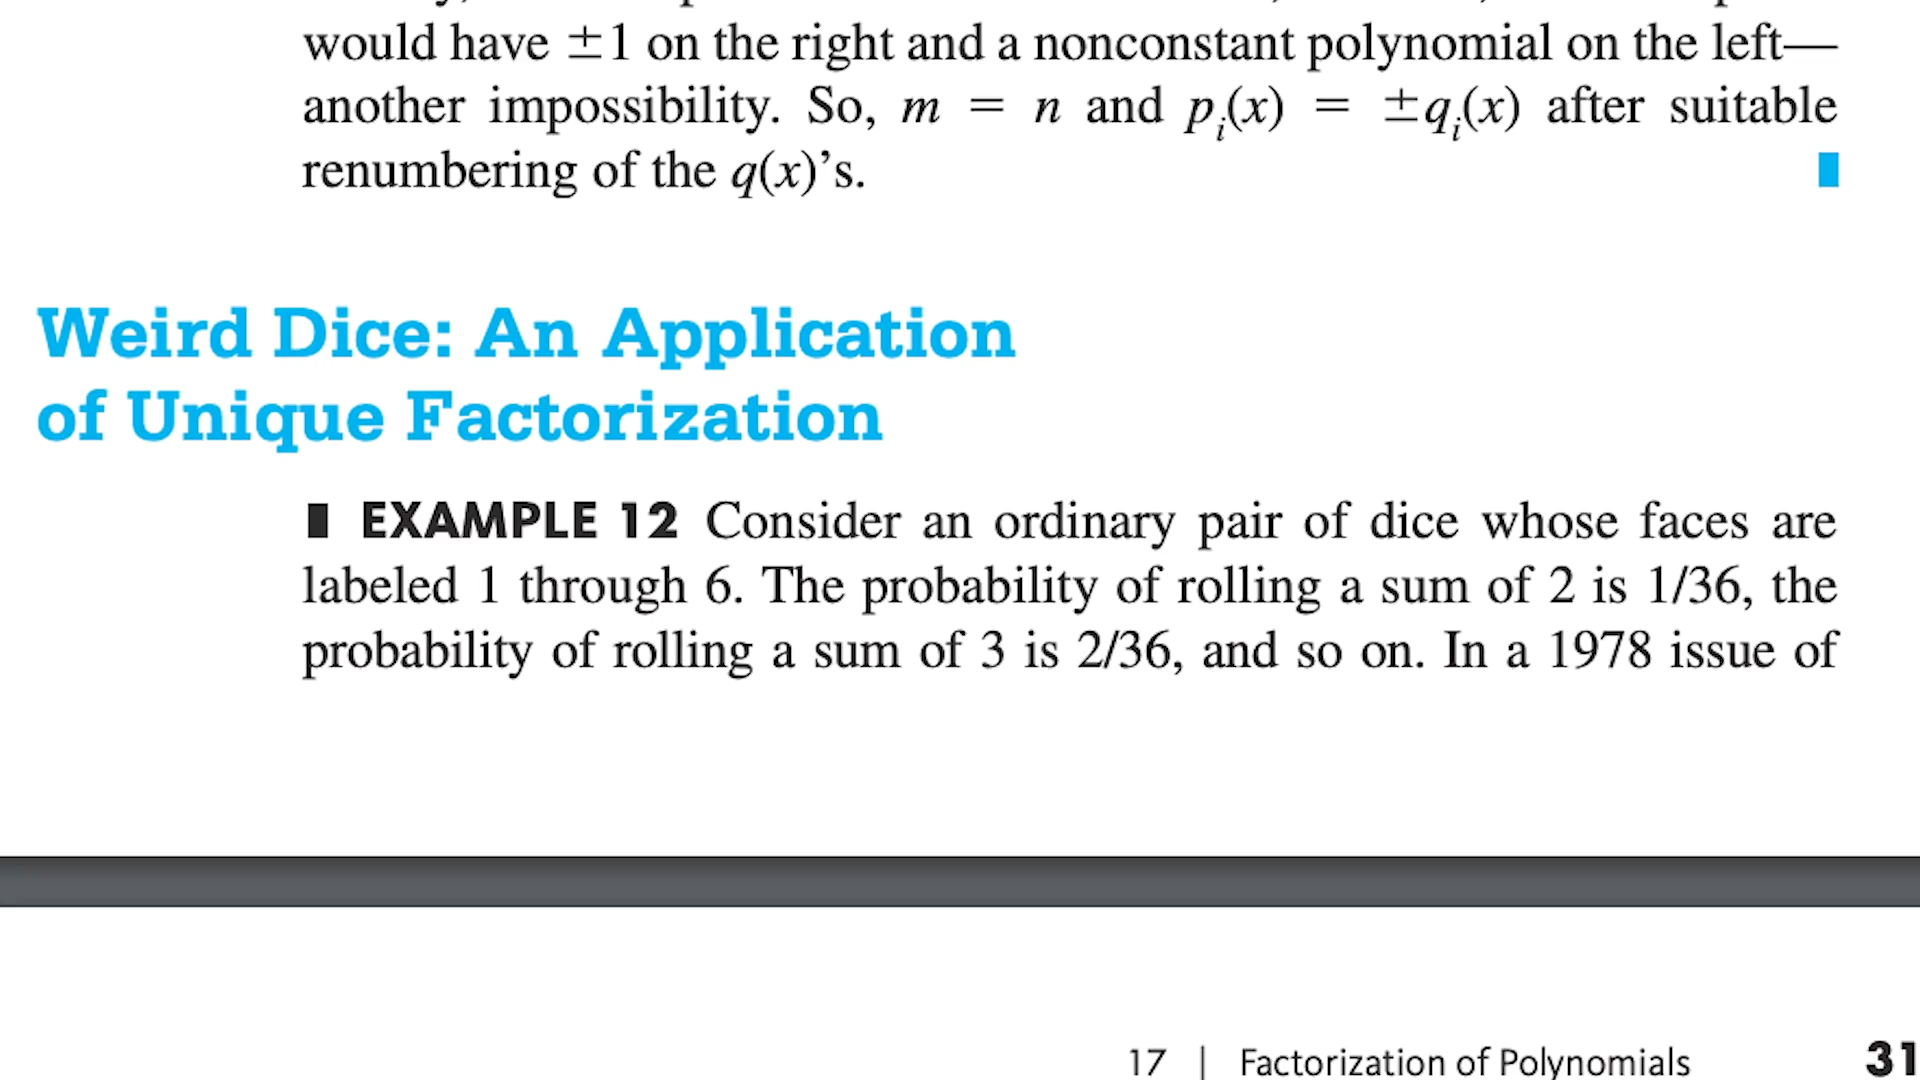 would have ±1 on the right and a nonconstant polynomial on the left—
another impossibility. So, m = n and pᵢ(x) = ±qᵢ(x) after suitable
renumbering of the q(x)’s.
Weird Dice: An Application
of Unique Factorization
EXAMPLE 12 Consider an ordinary pair of dice whose faces are
labeled 1 through 6. The probability of rolling a sum of 2 is 1/36, the
probability of rolling a sum of 3 is 2/36, and so on. In a 1978 issue of
17 | Factorization of Polynomials 31